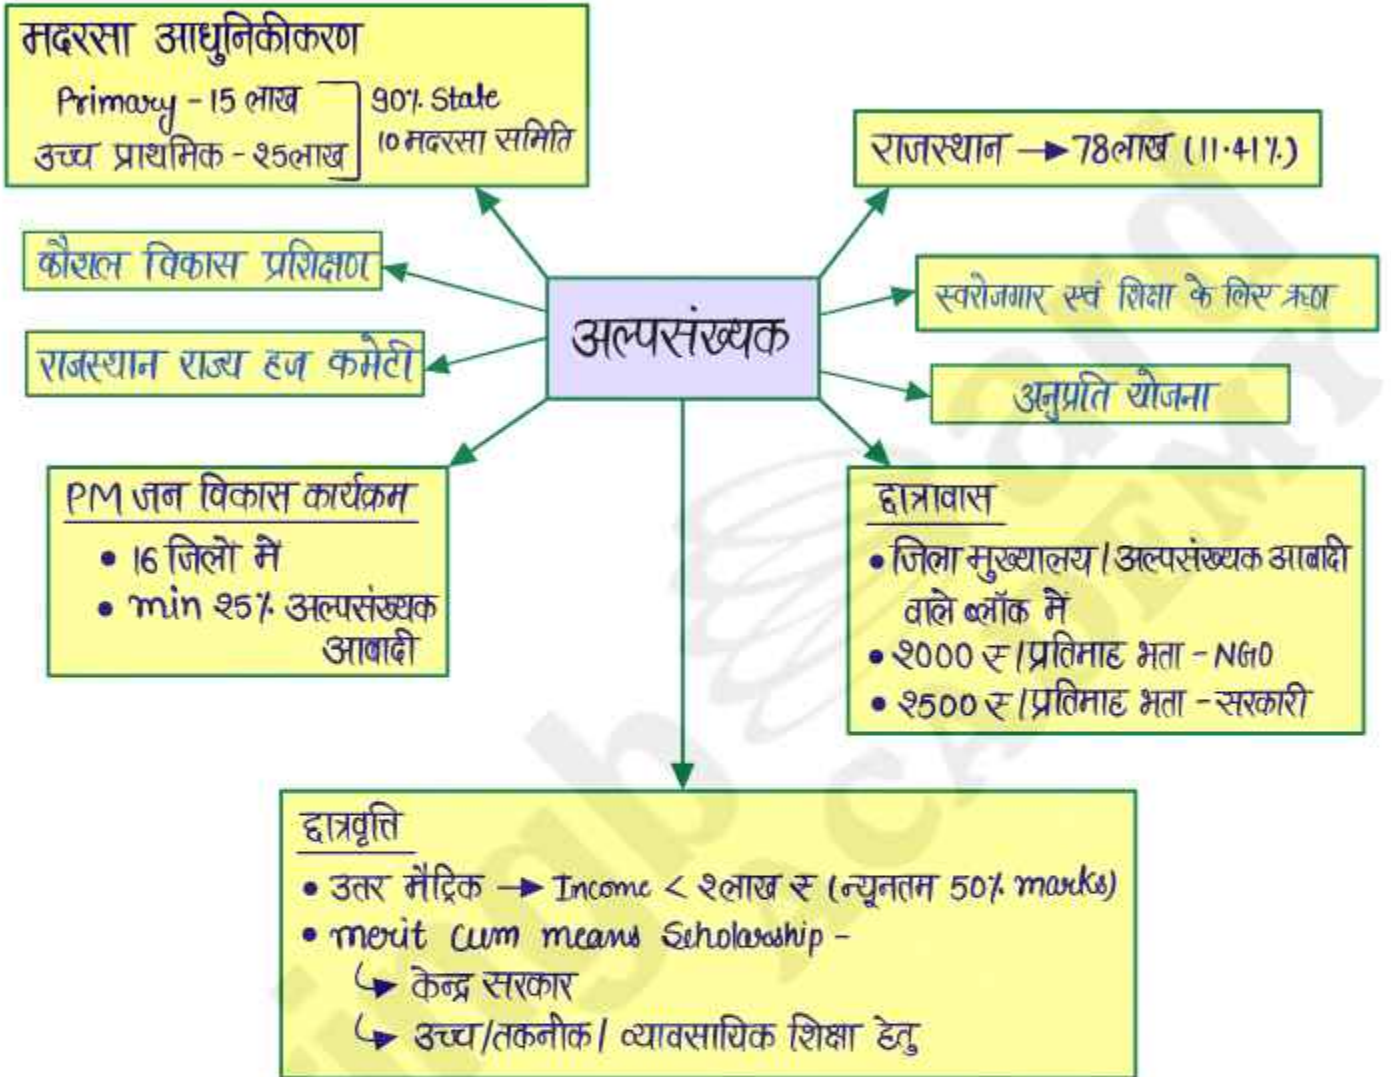 मदरसा आधुनिकीकरण
Primary - 15 लाख
उच्च प्राथमिक - 25लाख
90% State
10 मदरसा समिति
राजस्थान → 78लाख (11.41%)
कौशल विकास प्रशिक्षण
स्वरोजगार एवं शिक्षा के लिए ऋण
अल्पसंख्यक
राजस्थान राज्य हज कमेटी
अनुप्रति योजना
PM जन विकास कार्यक्रम
• 16 जिलो में
• min 25% अल्पसंख्यक
आबादी
छात्रावास
• जिला मुख्यालय / अल्पसंख्यक आबादी
वाले ब्लॉक में
• 2000 रू / प्रतिमाह भता - NGO
• 2500 रू / प्रतिमाह भता - सरकारी
छात्रवृत्ति
• उतर मैट्रिक → Income < 2लाख रू (न्यूनतम 50% marks)
• merit cum means Scholarship -
↳ केन्द्र सरकार
↳ उच्च/तकनीक / व्यावसायिक शिक्षा हेतु
ACADEMY